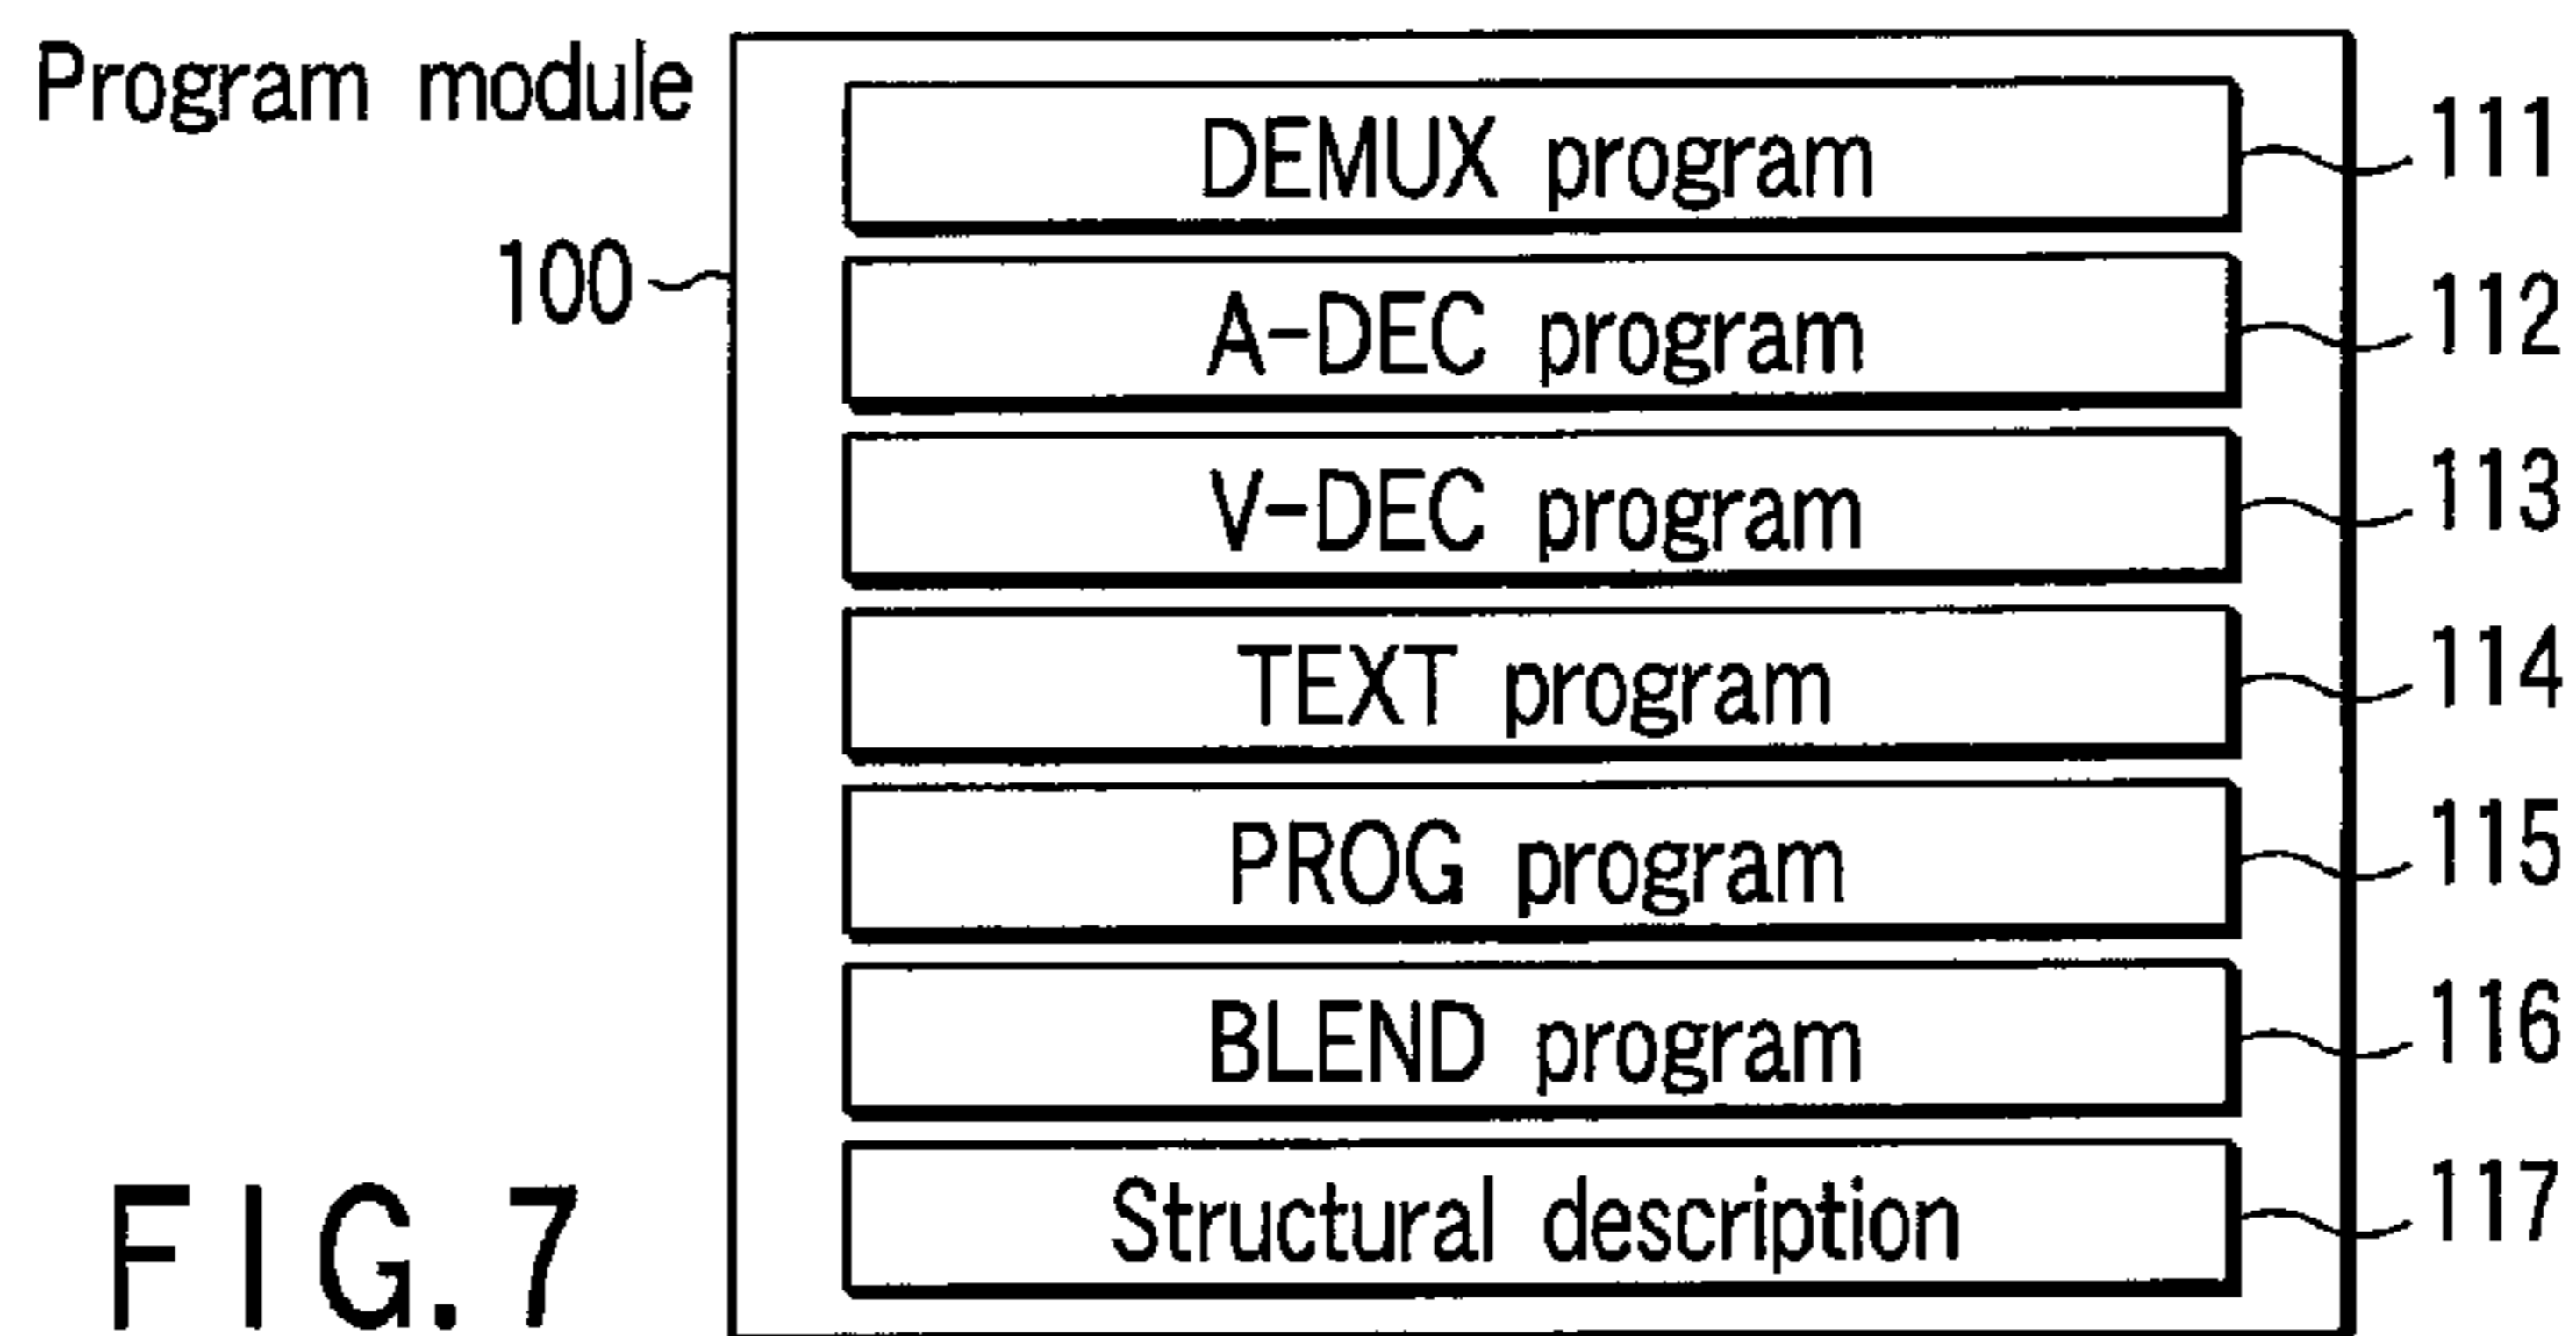 Program module
100
DEMUX program 111
A-DEC program 112
V-DEC program 113
TEXT program 114
PROG program 115
BLEND program 116
Structural description 117
FIG. 7